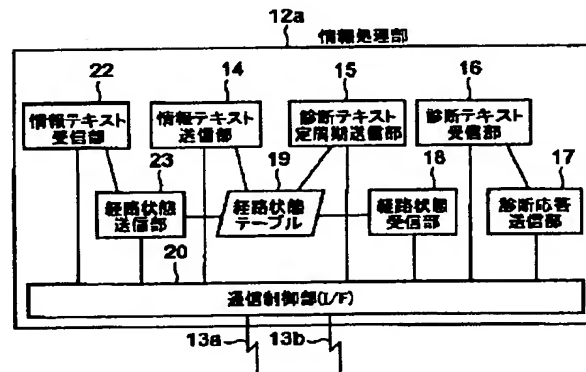 12a
情報処理部
22
14
15
16
情報テキスト
受信部
情報テキスト
送信部
診断テキスト
定周期送信部
診断テキスト
受信部
23
19
18
17
経路状態
送信部
経路状態
テーブル
経路状態
受信部
診断応答
送信部
20
通信制御部(I/F)
13a
13b